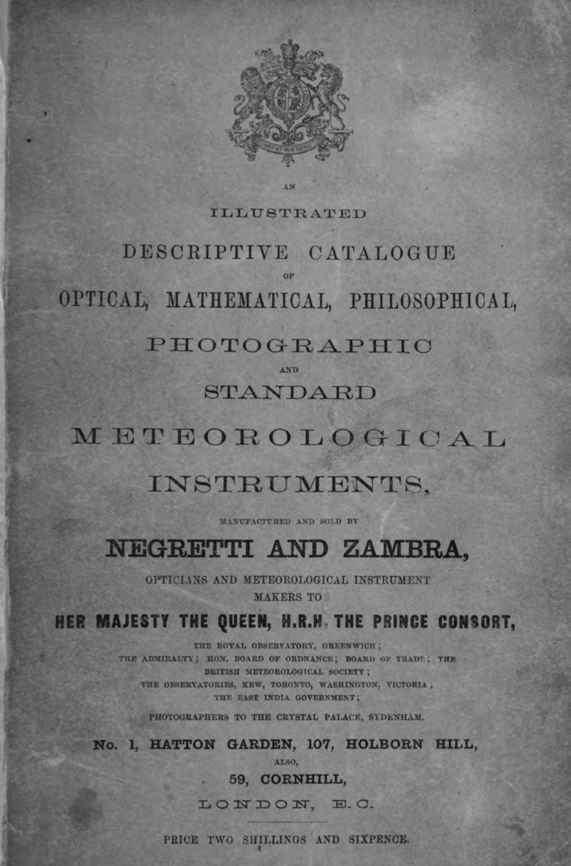 AN
ILLUSTRATED
DESCRIPTIVE CATALOGUE
OF
OPTICAL, MATHEMATICAL, PHILOSOPHICAL,
PHOTOGRAPHIC
AND
STANDARD
METEOROLOGICAL
INSTRUMENTS,
MANUFACTURED AND SOLD BY
NEGRETTI AND ZAMBRA,
OPTICIANS AND METEOROLOGICAL INSTRUMENT
MAKERS TO
HER MAJESTY THE QUEEN, H.R.H. THE PRINCE CONSORT,
THE ROYAL OBSERVATORY, GREENWICH;
THE ADMIRALTY; HON. BOARD OF ORDNANCE; BOARD OF TRADE; THE
BRITISH METEOROLOGICAL SOCIETY;
THE OBSERVATORIES, KEW, TORONTO, WASHINGTON, VICTORIA;
THE EAST INDIA GOVERNMENT;
PHOTOGRAPHERS TO THE CRYSTAL PALACE, SYDENHAM.
No. 1, HATTON GARDEN, 107, HOLBORN HILL,
ALSO,
59, CORNHILL,
LONDON, E.C.
PRICE TWO SHILLINGS AND SIXPENCE.